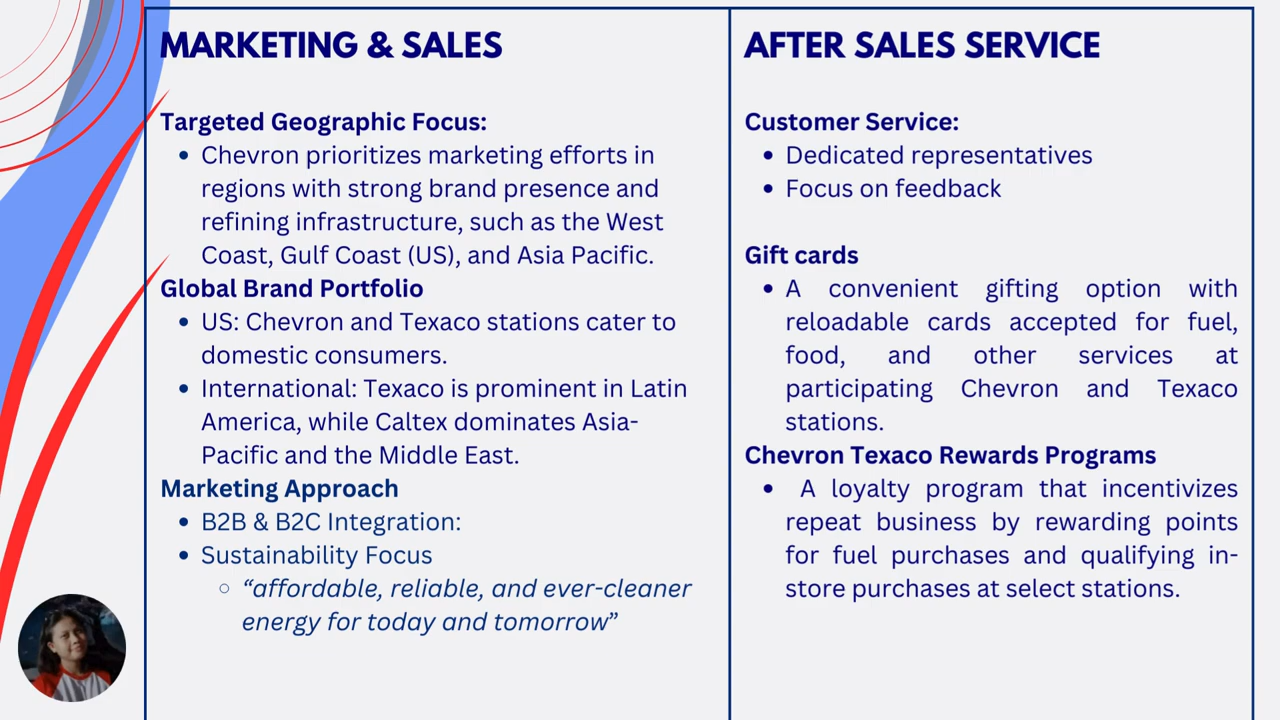 MARKETING & SALES
Targeted Geographic Focus:
• Chevron prioritizes marketing efforts in
regions with strong brand presence and
refining infrastructure, such as the West
Coast, Gulf Coast (US), and Asia Pacific.
Global Brand Portfolio
• US: Chevron and Texaco stations cater to
domestic consumers.
• International: Texaco is prominent in Latin
America, while Caltex dominates Asia-
Pacific and the Middle East.
Marketing Approach
• B2B & B2C Integration:
• Sustainability Focus
○ “affordable, reliable, and ever-cleaner
energy for today and tomorrow”
AFTER SALES SERVICE
Customer Service:
• Dedicated representatives
• Focus on feedback
Gift cards
• A convenient gifting option with
reloadable cards accepted for fuel,
food, and other services at
participating Chevron and Texaco
stations.
Chevron Texaco Rewards Programs
• A loyalty program that incentivizes
repeat business by rewarding points
for fuel purchases and qualifying in-
store purchases at select stations.